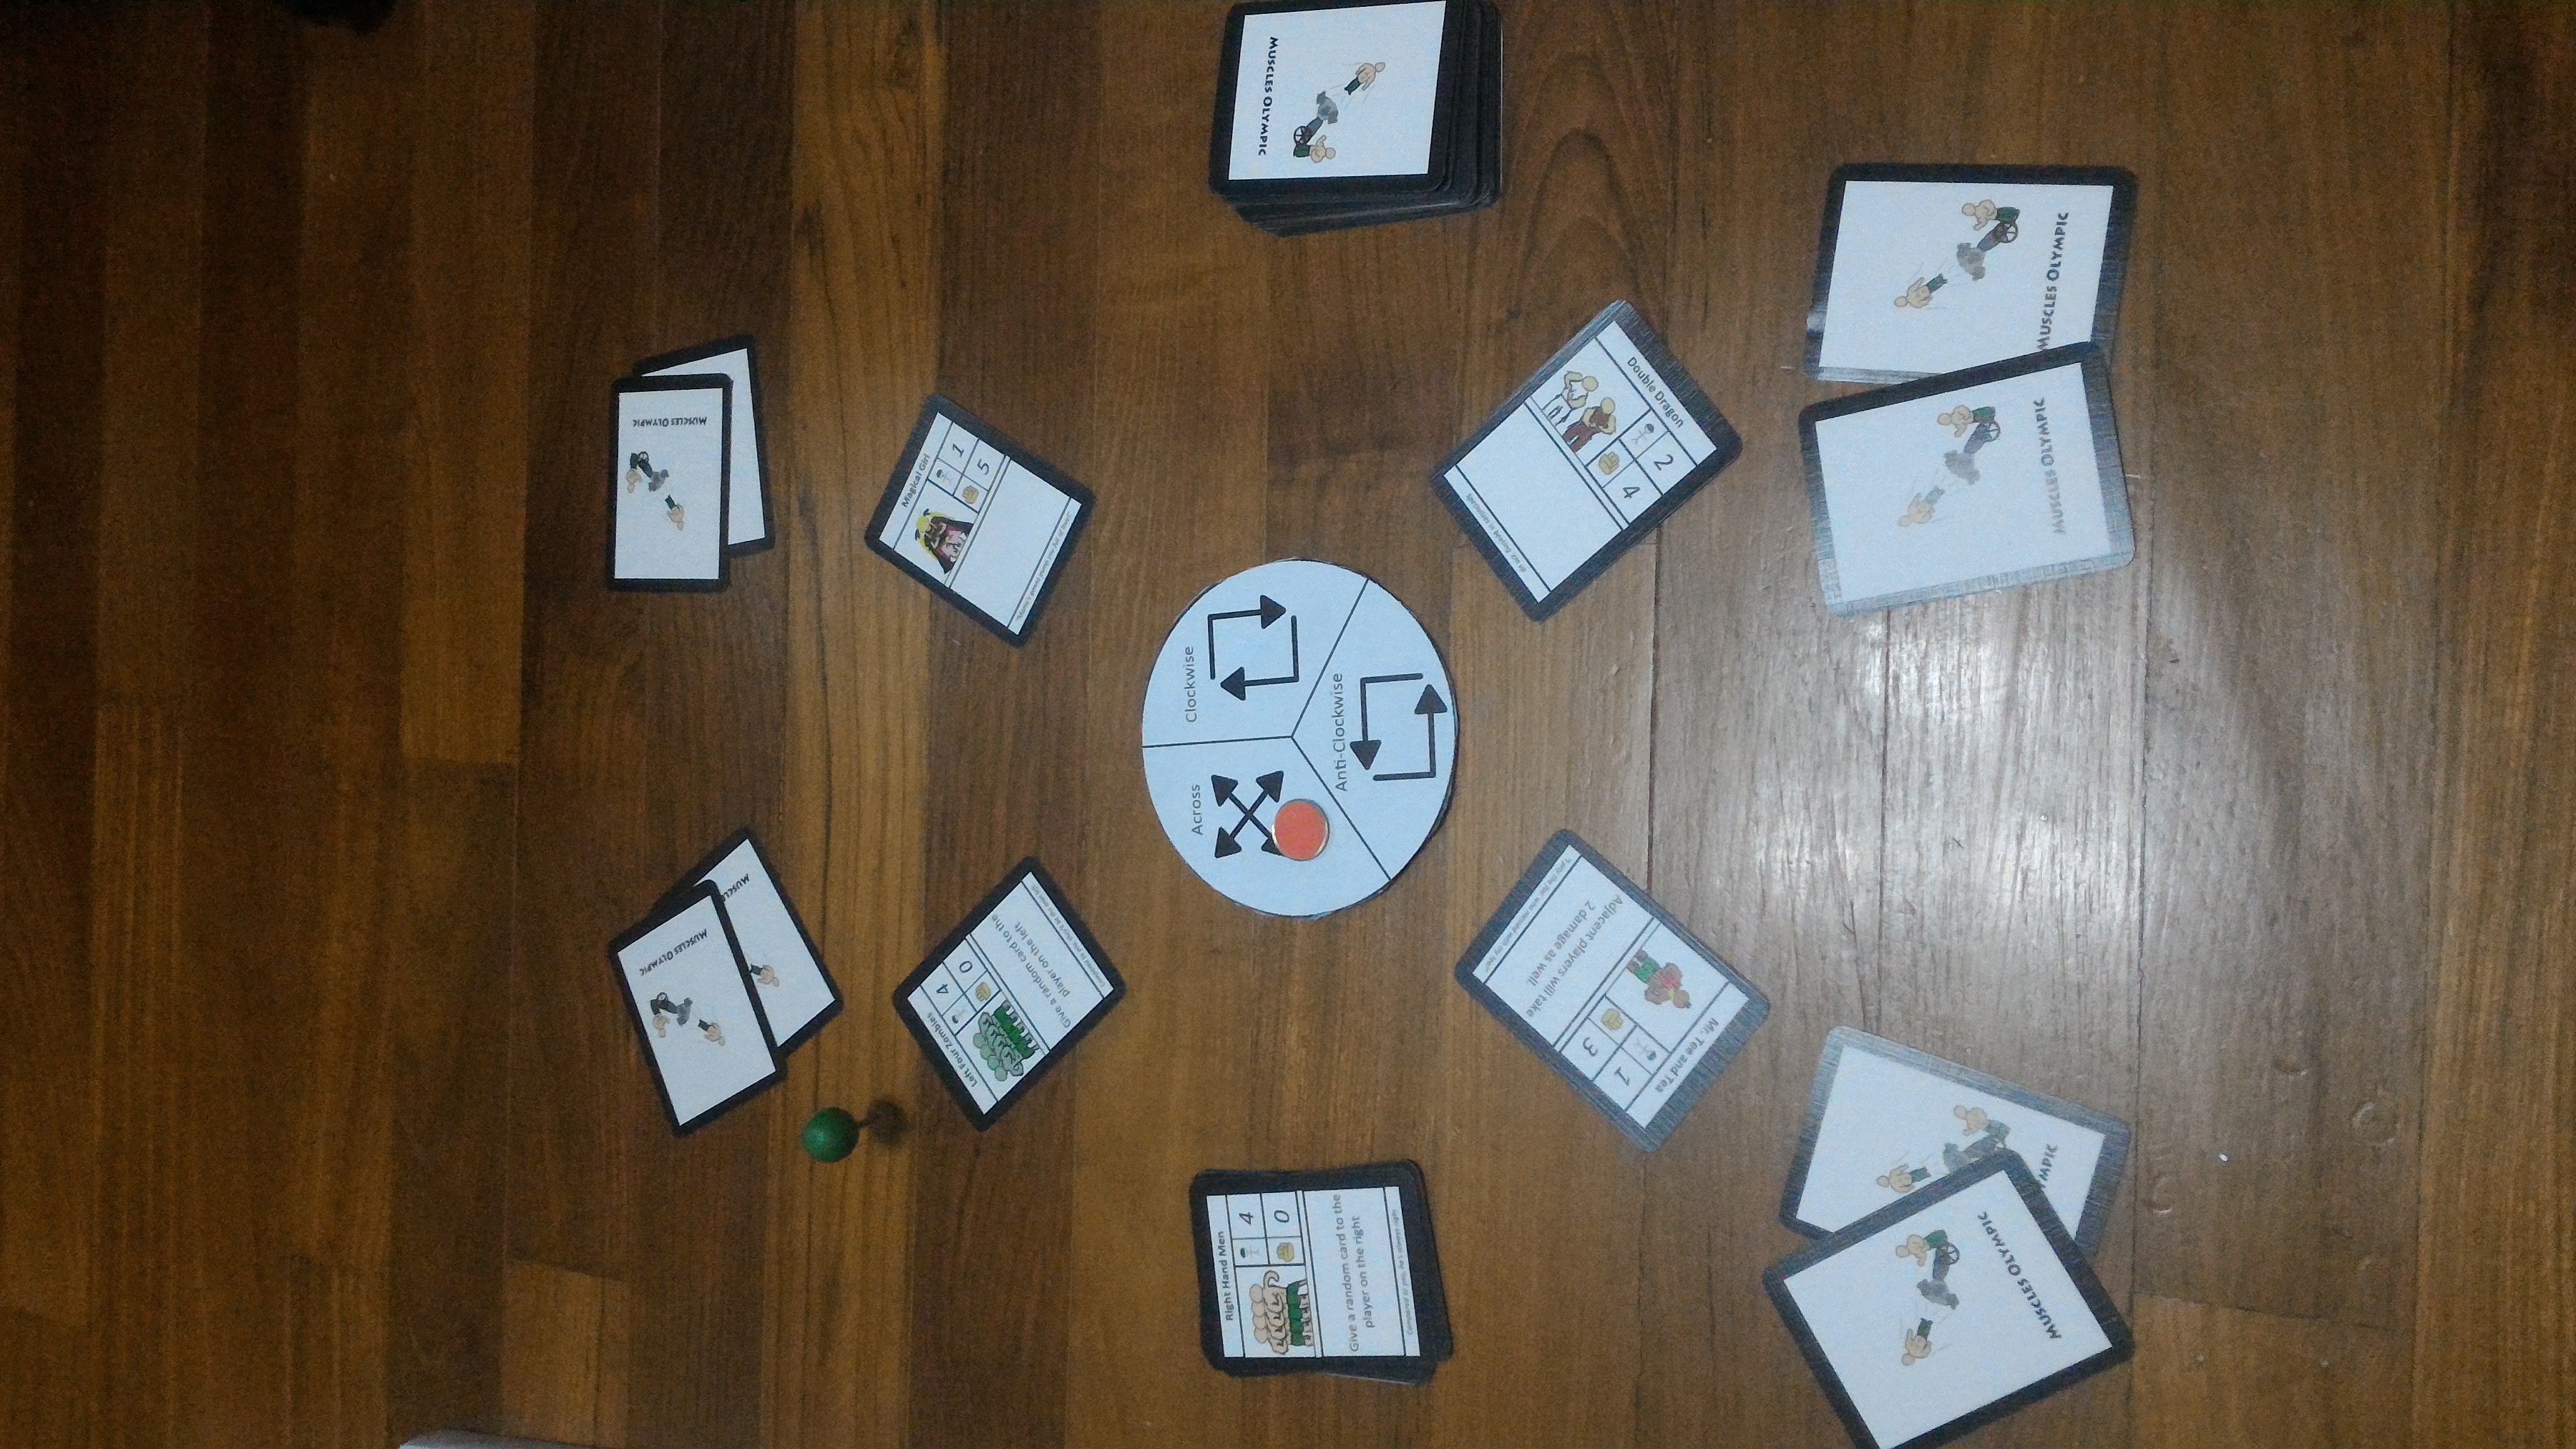 MUSCLES OLYMPIC
MUSCL
MUSCLES OLYMPIC
Left Four Zombies
4
0
Give a random card to the
player on the left
Magical Girl
1
5
Right Hand Men
4
0
Give a random card to the
player on the right
Compared to you, he's always right
Across
Clockwise
Anti-Clockwise
MUSCLES OLYMPIC
Mr. Tee and Tea
1
3
Adjacent players will take
2 damage as well.
Double Dragon
2
4
MUSCLES OLYMPIC
MPIC
MUSCLES OLYMPIC
MUSCLES OLYMPIC